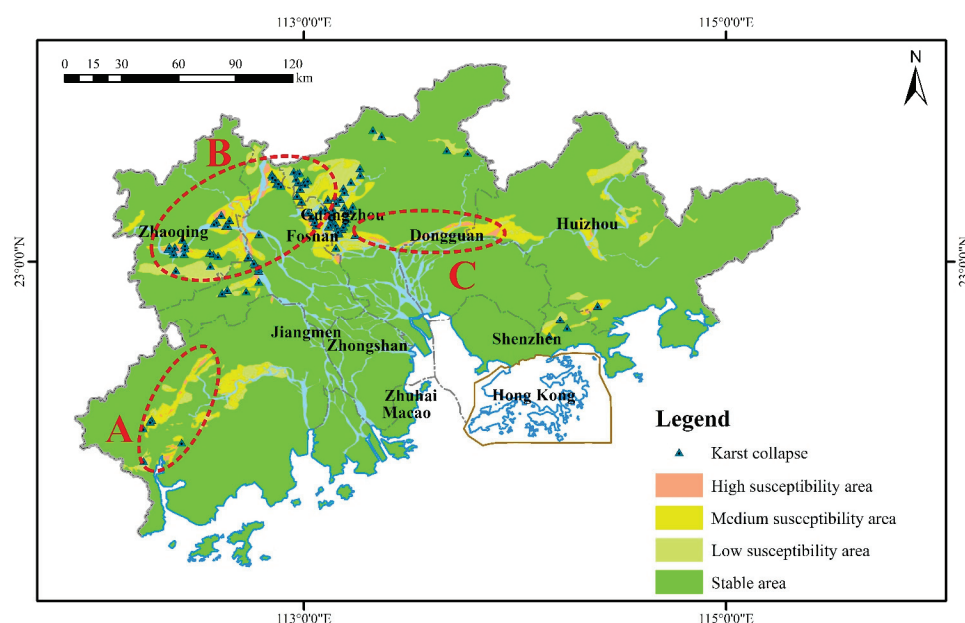 113°0'0"E
115°0'0"E
0 15 30 60 90 120
km
N
B
Zhaoqing
Guangzhou
Foshan
Dongguan
Huizhou
23°0'0"N
23°0'0"N
C
Jiangmen
Zhongshan
Shenzhen
Zhuhai
Macao
Hong Kong
A
Legend
Karst collapse
High susceptibility area
Medium susceptibility area
Low susceptibility area
Stable area
113°0'0"E
115°0'0"E